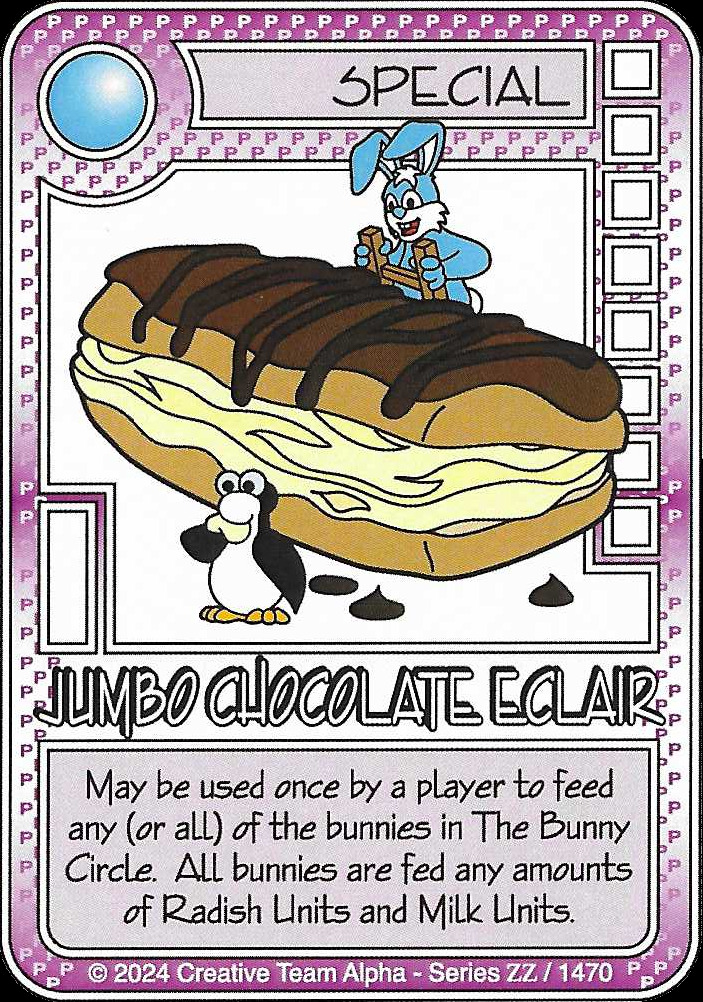 SPECIAL
JUMBO CHOCOLATE ECLAIR
May be used once by a player to feed
any (or all) of the bunnies in The Bunny
Circle. All bunnies are fed any amounts
of Radish Units and Milk Units.
© 2024 Creative Team Alpha - Series ZZ / 1470